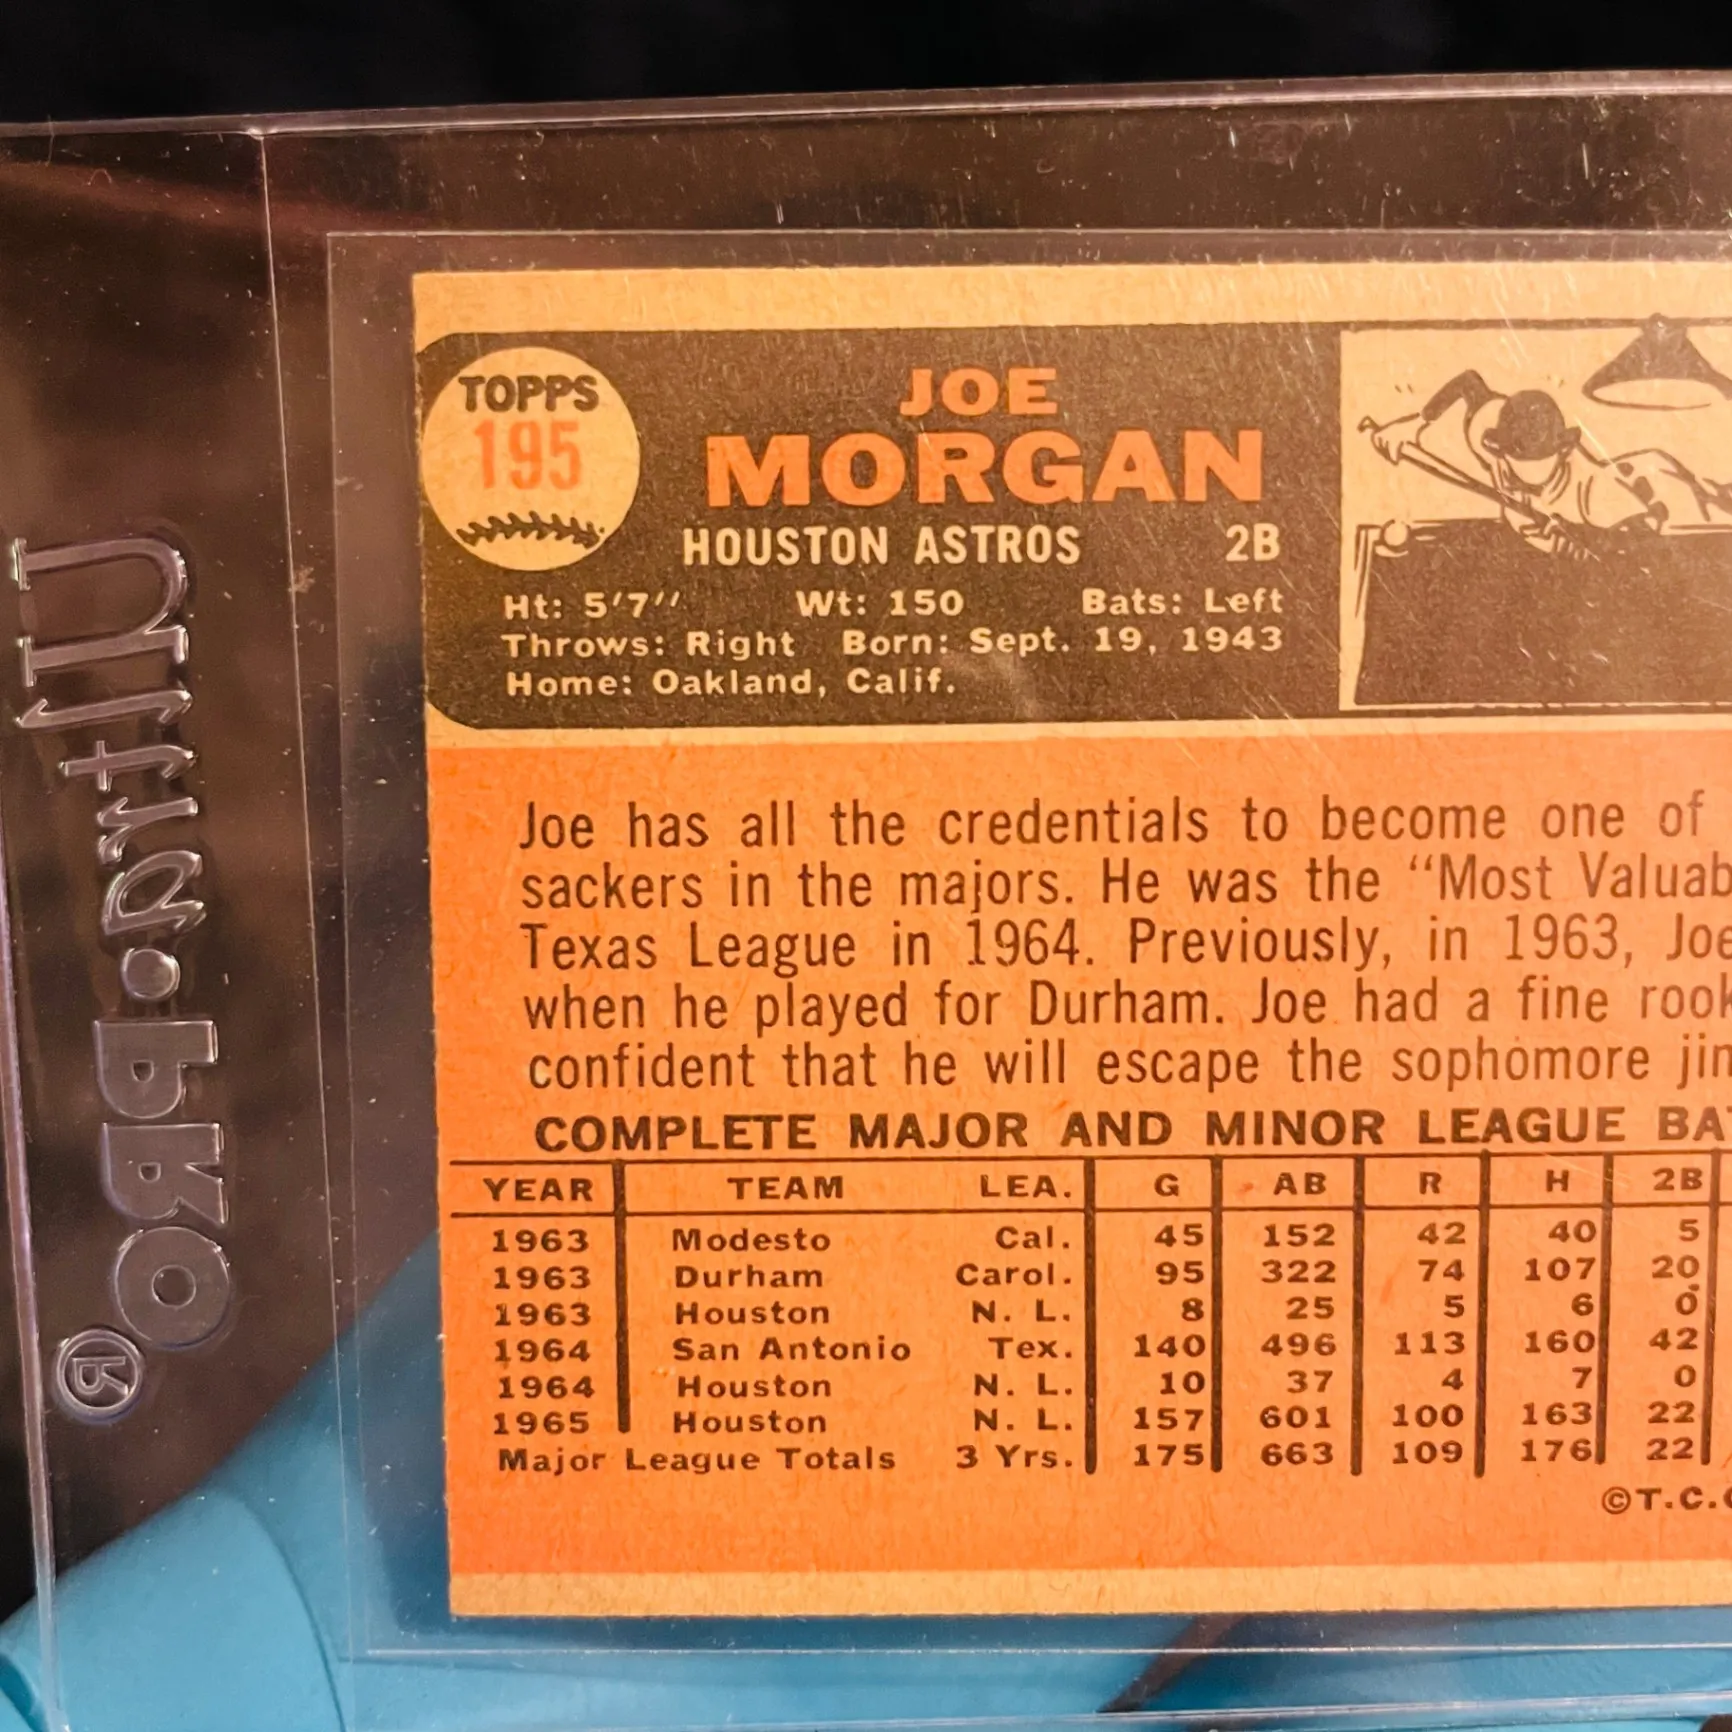 TOPPS
195
JOE
MORGAN
HOUSTON ASTROS 2B
Ht: 5'7" Wt: 150 Bats: Left
Throws: Right Born: Sept. 19, 1943
Home: Oakland, Calif.
Joe has all the credentials to become one of
sackers in the majors. He was the "Most Valuab
Texas League in 1964. Previously, in 1963, Joe
when he played for Durham. Joe had a fine rook
confident that he will escape the sophomore jin
COMPLETE MAJOR AND MINOR LEAGUE BA
YEAR TEAM LEA. G AB R H 2B
1963 Modesto Cal. 45 152 42 40 5
1963 Durham Carol. 95 322 74 107 20
1963 Houston N. L. 8 25 5 6 0
1964 San Antonio Tex. 140 496 113 160 42
1964 Houston N. L. 10 37 4 7 0
1965 Houston N. L. 157 601 100 163 22
Major League Totals 3 Yrs. 175 663 109 176 22
©T.C.
Ultra•PRO®